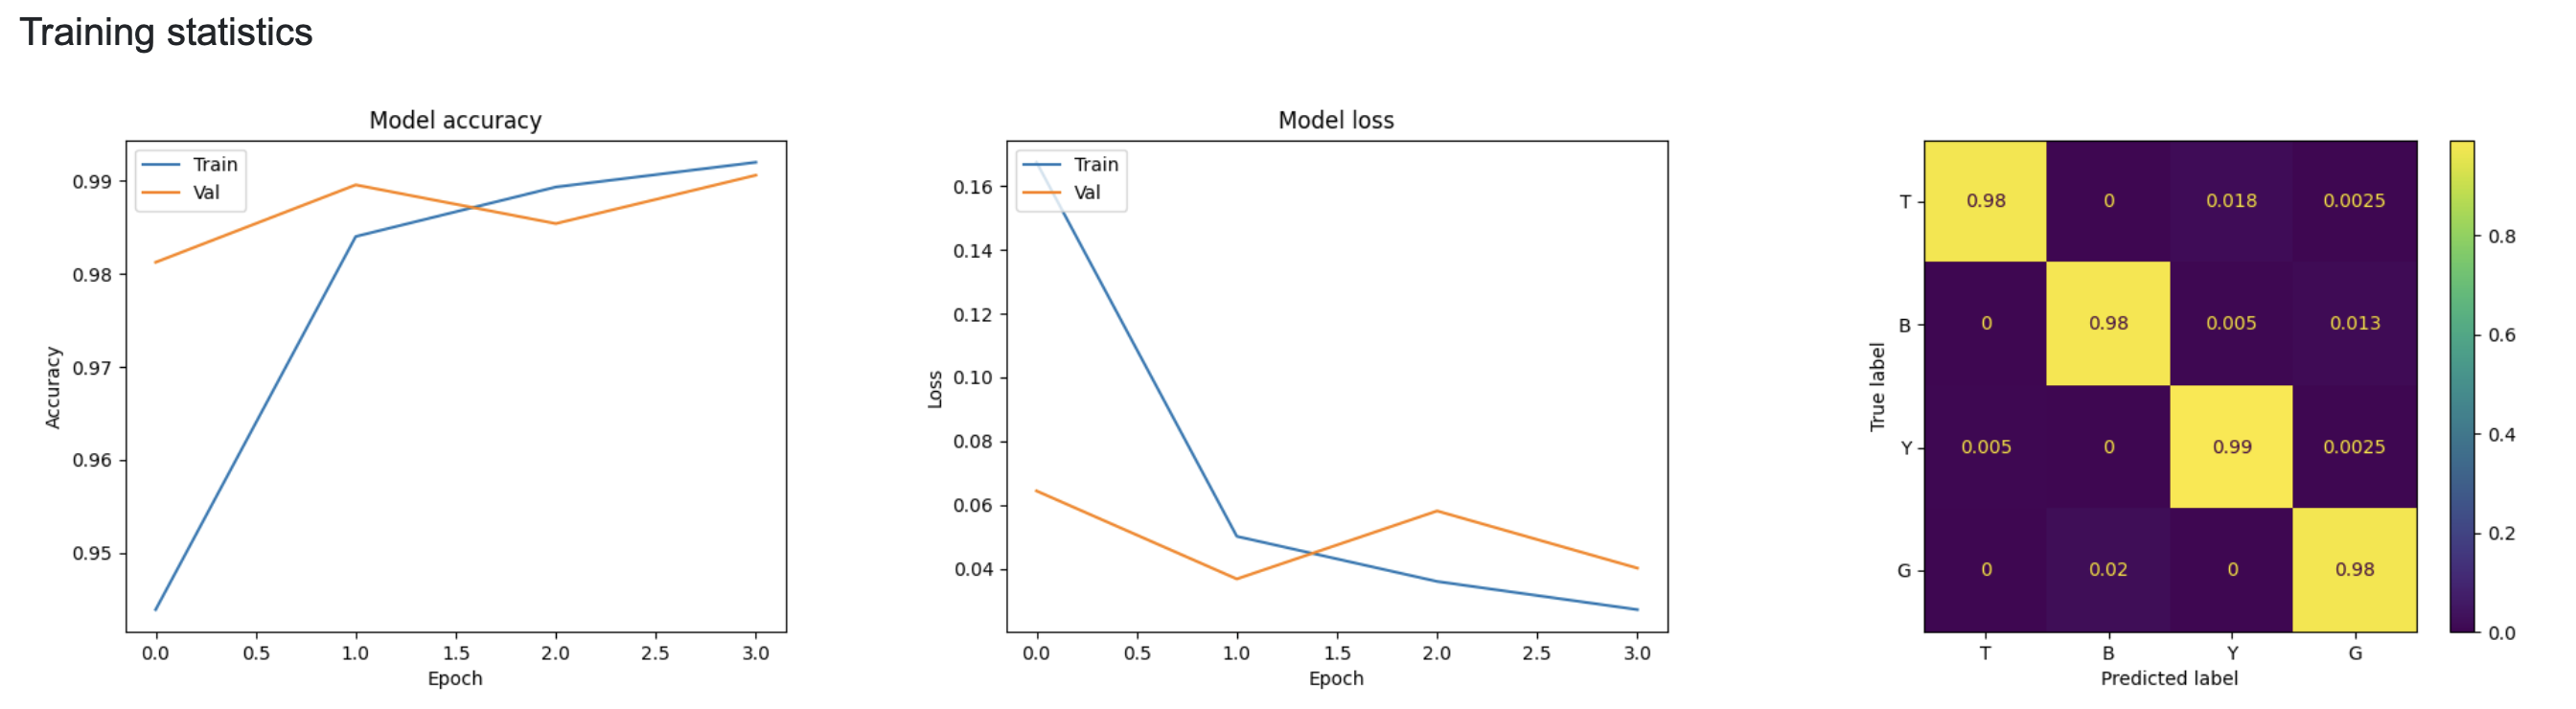 Training statistics
Model accuracy
Train
Val
0.99
0.98
0.97
0.96
0.95
Accuracy
0.0 0.5 1.0 1.5 2.0 2.5 3.0
Epoch
Model loss
Train
Val
0.16
0.14
0.12
0.10
0.08
0.06
0.04
Loss
0.0 0.5 1.0 1.5 2.0 2.5 3.0
Epoch
True label
T 0.98 0 0.018 0.0025
B 0 0.98 0.005 0.013
Y 0.005 0 0.99 0.0025
G 0 0.02 0 0.98
T B Y G
Predicted label
0.8
0.6
0.4
0.2
0.0